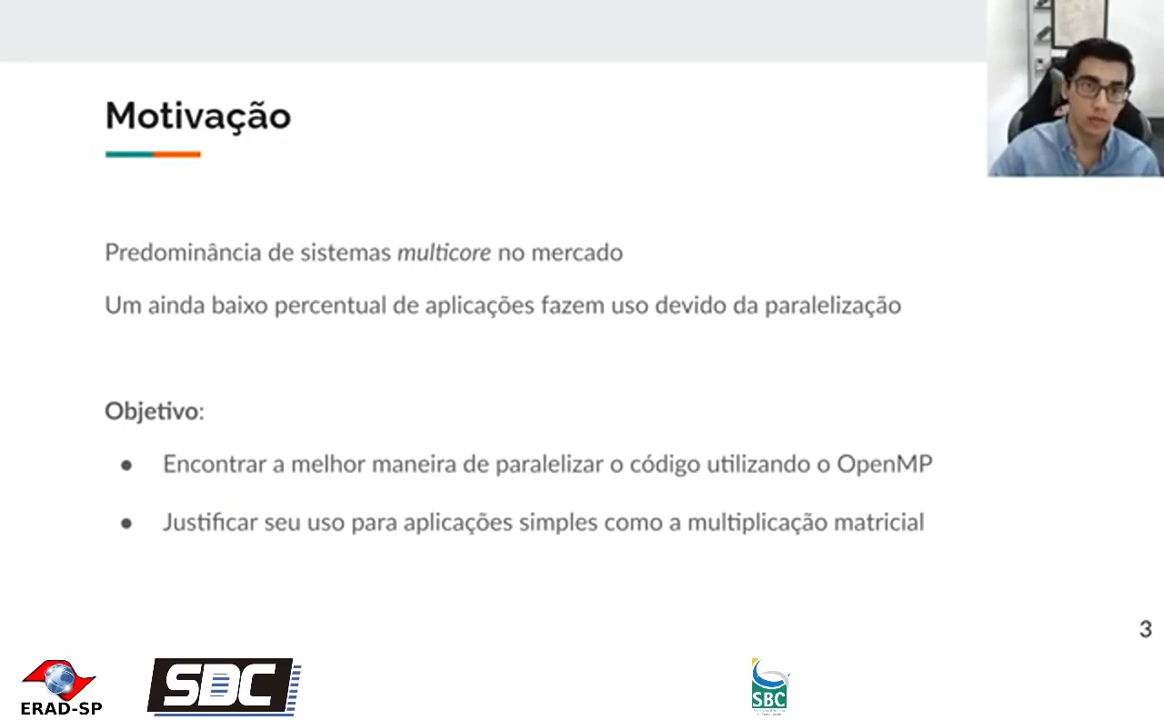 Motivação
Predominância de sistemas multicore no mercado
Um ainda baixo percentual de aplicações fazem uso devido da paralelização
Objetivo:
● Encontrar a melhor maneira de paralelizar o código utilizando o OpenMP
● Justificar seu uso para aplicações simples como a multiplicação matricial
3
ERAD-SP
SDC
SBC